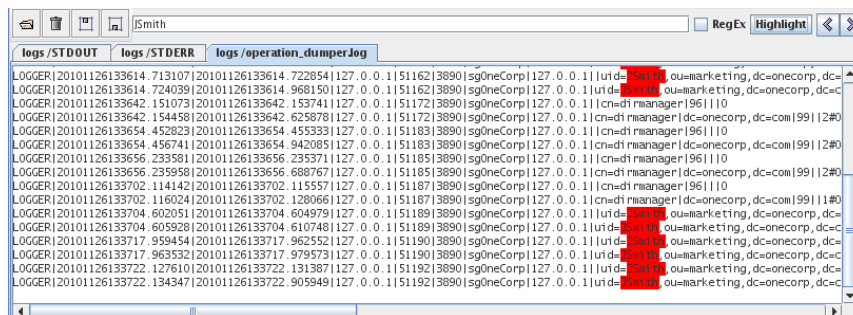 JSmith
RegEx
Highlight
logs/STDOUT
logs/STDERR
logs/operation_dumper.log
LOGGER|20101126133614.713107|20101126133614.722854|127.0.0.1|51162|3890|sgOneCorp|127.0.0.1||uid=JSmith,ou=marketing,dc=onecorp,dc=
LOGGER|20101126133614.724039|20101126133614.968150|127.0.0.1|51162|3890|sgOneCorp|127.0.0.1|uid=JSmith,ou=marketing,dc=onecorp,dc=c
LOGGER|20101126133642.151073|20101126133642.153741|127.0.0.1|51172|3890|sgOneCorp|127.0.0.1||cn=dirmanager|96|||0
LOGGER|20101126133642.154458|20101126133642.625878|127.0.0.1|51172|3890|sgOneCorp|127.0.0.1|cn=dirmanager|dc=onecorp,dc=com|99||2#0
LOGGER|20101126133654.452823|20101126133654.455333|127.0.0.1|51183|3890|sgOneCorp|127.0.0.1||cn=dirmanager|96|||0
LOGGER|20101126133654.456741|20101126133654.942085|127.0.0.1|51183|3890|sgOneCorp|127.0.0.1|cn=dirmanager|dc=onecorp,dc=com|99||2#0
LOGGER|20101126133656.233581|20101126133656.235371|127.0.0.1|51185|3890|sgOneCorp|127.0.0.1||cn=dirmanager|96|||0
LOGGER|20101126133656.235958|20101126133656.688767|127.0.0.1|51185|3890|sgOneCorp|127.0.0.1|cn=dirmanager|dc=onecorp,dc=com|99||2#0
LOGGER|20101126133702.114142|20101126133702.115557|127.0.0.1|51187|3890|sgOneCorp|127.0.0.1||cn=dirmanager|96|||0
LOGGER|20101126133702.116024|20101126133702.128066|127.0.0.1|51187|3890|sgOneCorp|127.0.0.1|cn=dirmanager|dc=onecorp,dc=com|99||1#0
LOGGER|20101126133704.602051|20101126133704.604979|127.0.0.1|51189|3890|sgOneCorp|127.0.0.1||uid=JSmith,ou=marketing,dc=onecorp,dc=
LOGGER|20101126133704.605928|20101126133704.610748|127.0.0.1|51189|3890|sgOneCorp|127.0.0.1|uid=JSmith,ou=marketing,dc=onecorp,dc=c
LOGGER|20101126133717.959454|20101126133717.962552|127.0.0.1|51190|3890|sgOneCorp|127.0.0.1||uid=JSmith,ou=marketing,dc=onecorp,dc=
LOGGER|20101126133717.963532|20101126133717.979573|127.0.0.1|51190|3890|sgOneCorp|127.0.0.1|uid=JSmith,ou=marketing,dc=onecorp,dc=c
LOGGER|20101126133722.127610|20101126133722.131387|127.0.0.1|51192|3890|sgOneCorp|127.0.0.1||uid=JSmith,ou=marketing,dc=onecorp,dc=
LOGGER|20101126133722.134347|20101126133722.905949|127.0.0.1|51192|3890|sgOneCorp|127.0.0.1|uid=JSmith,ou=marketing,dc=onecorp,dc=c